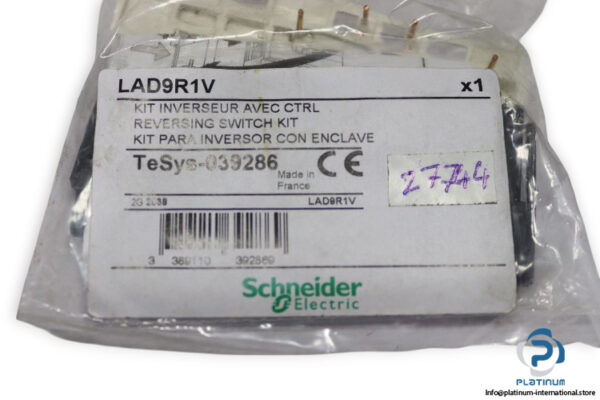 LAD9R1V x1
KIT INVERSEUR AVEC CTRL
REVERSING SWITCH KIT
KIT PARA INVERSOR CON ENCLAVE
TeSys-039286
Made in
France
CE
27744
LAD9R1V
3 389110 392869
Schneider
Electric
PLATINUM
Info@platinum-international.store